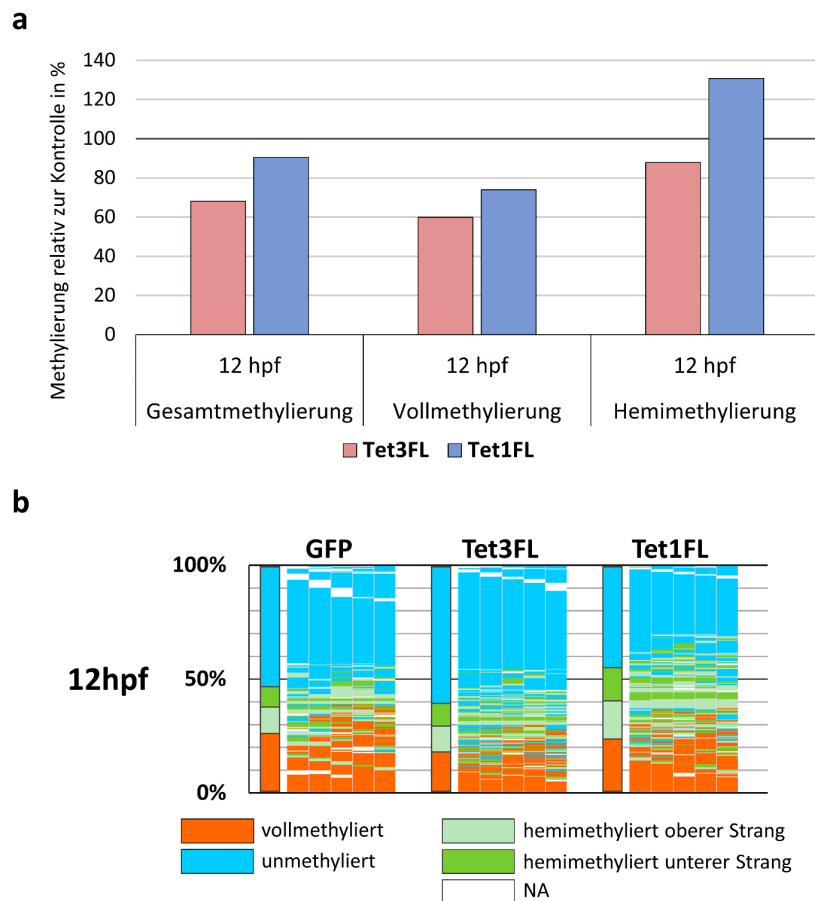 a
Methylierung relativ zur Kontrolle in %
140
120
100
80
60
40
20
0
12 hpf 12 hpf 12 hpf
Gesamtmethylierung Vollmethylierung Hemimethylierung
Tet3FL Tet1FL
b
GFP Tet3FL Tet1FL
100%
50%
12hpf
0%
vollmethyliert hemimethyliert oberer Strang
unmethyliert hemimethyliert unterer Strang
NA